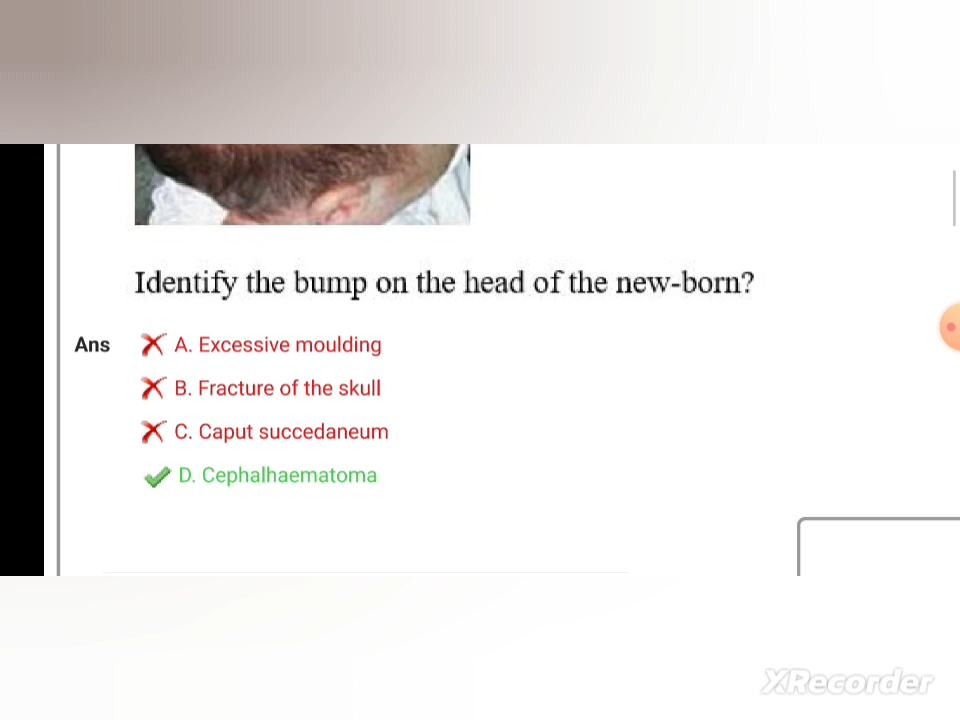 Identify the bump on the head of the new-born?
Ans A. Excessive moulding
B. Fracture of the skull
C. Caput succedaneum
D. Cephalhaematoma
XRecorder